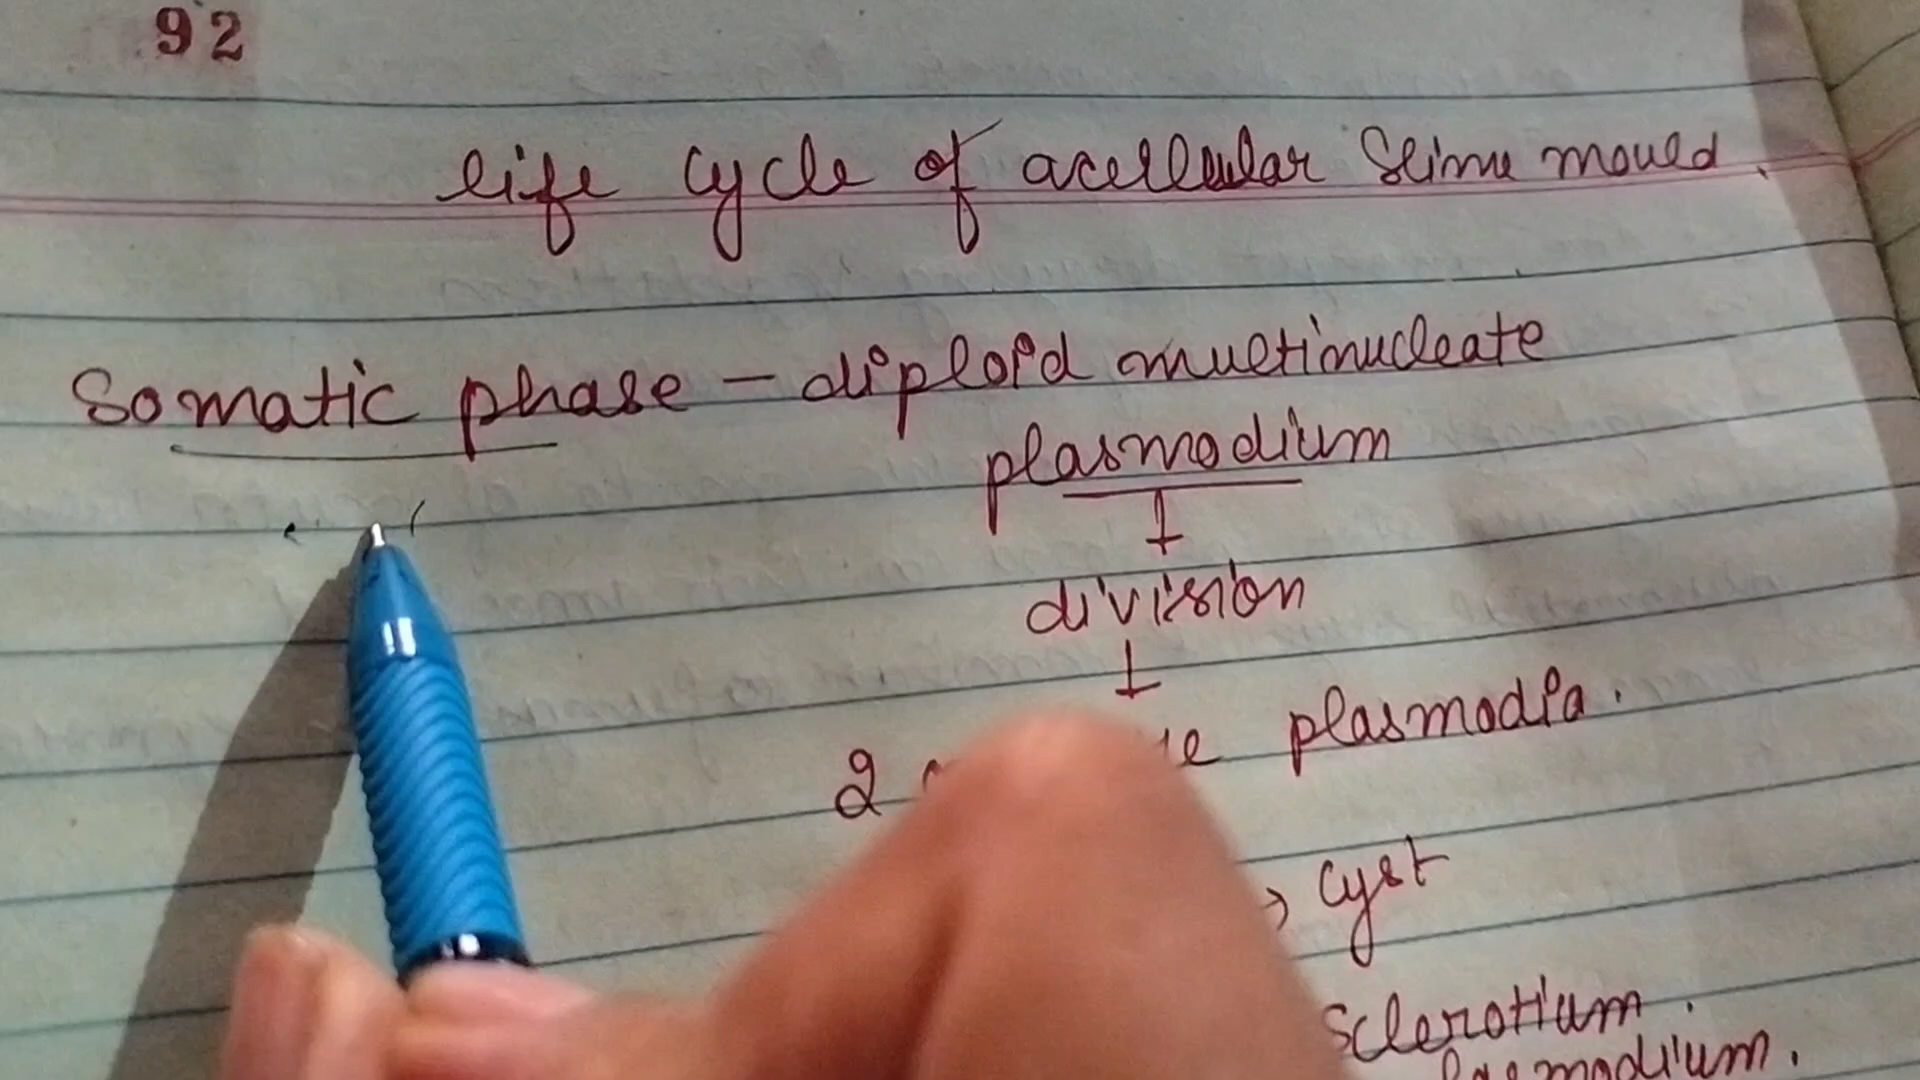 92
life cycle of acellular Slime mould.
Somatic phase - diploid multinucleate
plasmodium
division
2 plasmodia.
cyst
sclerotium.